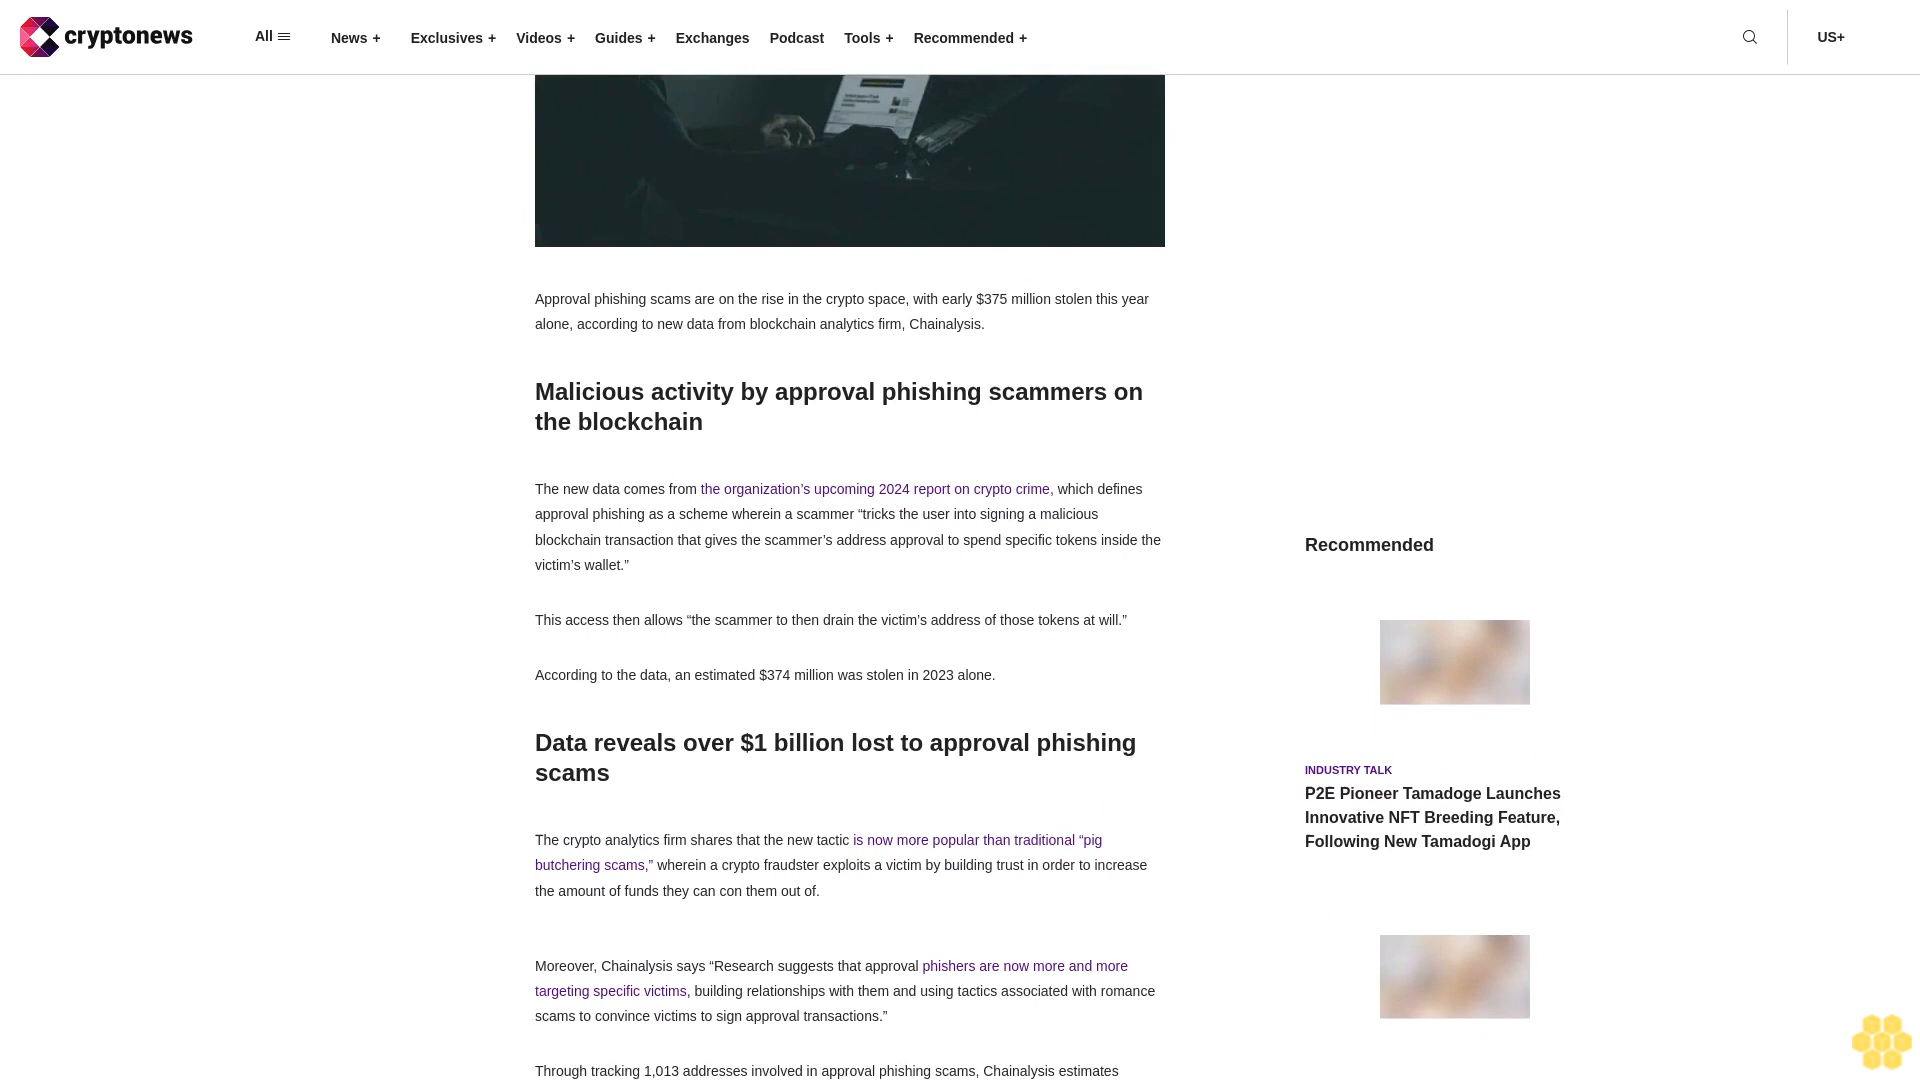 cryptonews
All
News +
Exclusives +
Videos +
Guides +
Exchanges
Podcast
Tools +
Recommended +
US+
Approval phishing scams are on the rise in the crypto space, with early $375 million stolen this year
alone, according to new data from blockchain analytics firm, Chainalysis.
Malicious activity by approval phishing scammers on
the blockchain
The new data comes from the organization’s upcoming 2024 report on crypto crime, which defines
approval phishing as a scheme wherein a scammer “tricks the user into signing a malicious
blockchain transaction that gives the scammer’s address approval to spend specific tokens inside the
victim’s wallet.”
This access then allows “the scammer to then drain the victim’s address of those tokens at will.”
According to the data, an estimated $374 million was stolen in 2023 alone.
Data reveals over $1 billion lost to approval phishing
scams
The crypto analytics firm shares that the new tactic is now more popular than traditional “pig
butchering scams,” wherein a crypto fraudster exploits a victim by building trust in order to increase
the amount of funds they can con them out of.
Moreover, Chainalysis says “Research suggests that approval phishers are now more and more
targeting specific victims, building relationships with them and using tactics associated with romance
scams to convince victims to sign approval transactions.”
Through tracking 1,013 addresses involved in approval phishing scams, Chainalysis estimates
Recommended
INDUSTRY TALK
P2E Pioneer Tamadoge Launches
Innovative NFT Breeding Feature,
Following New Tamadogi App